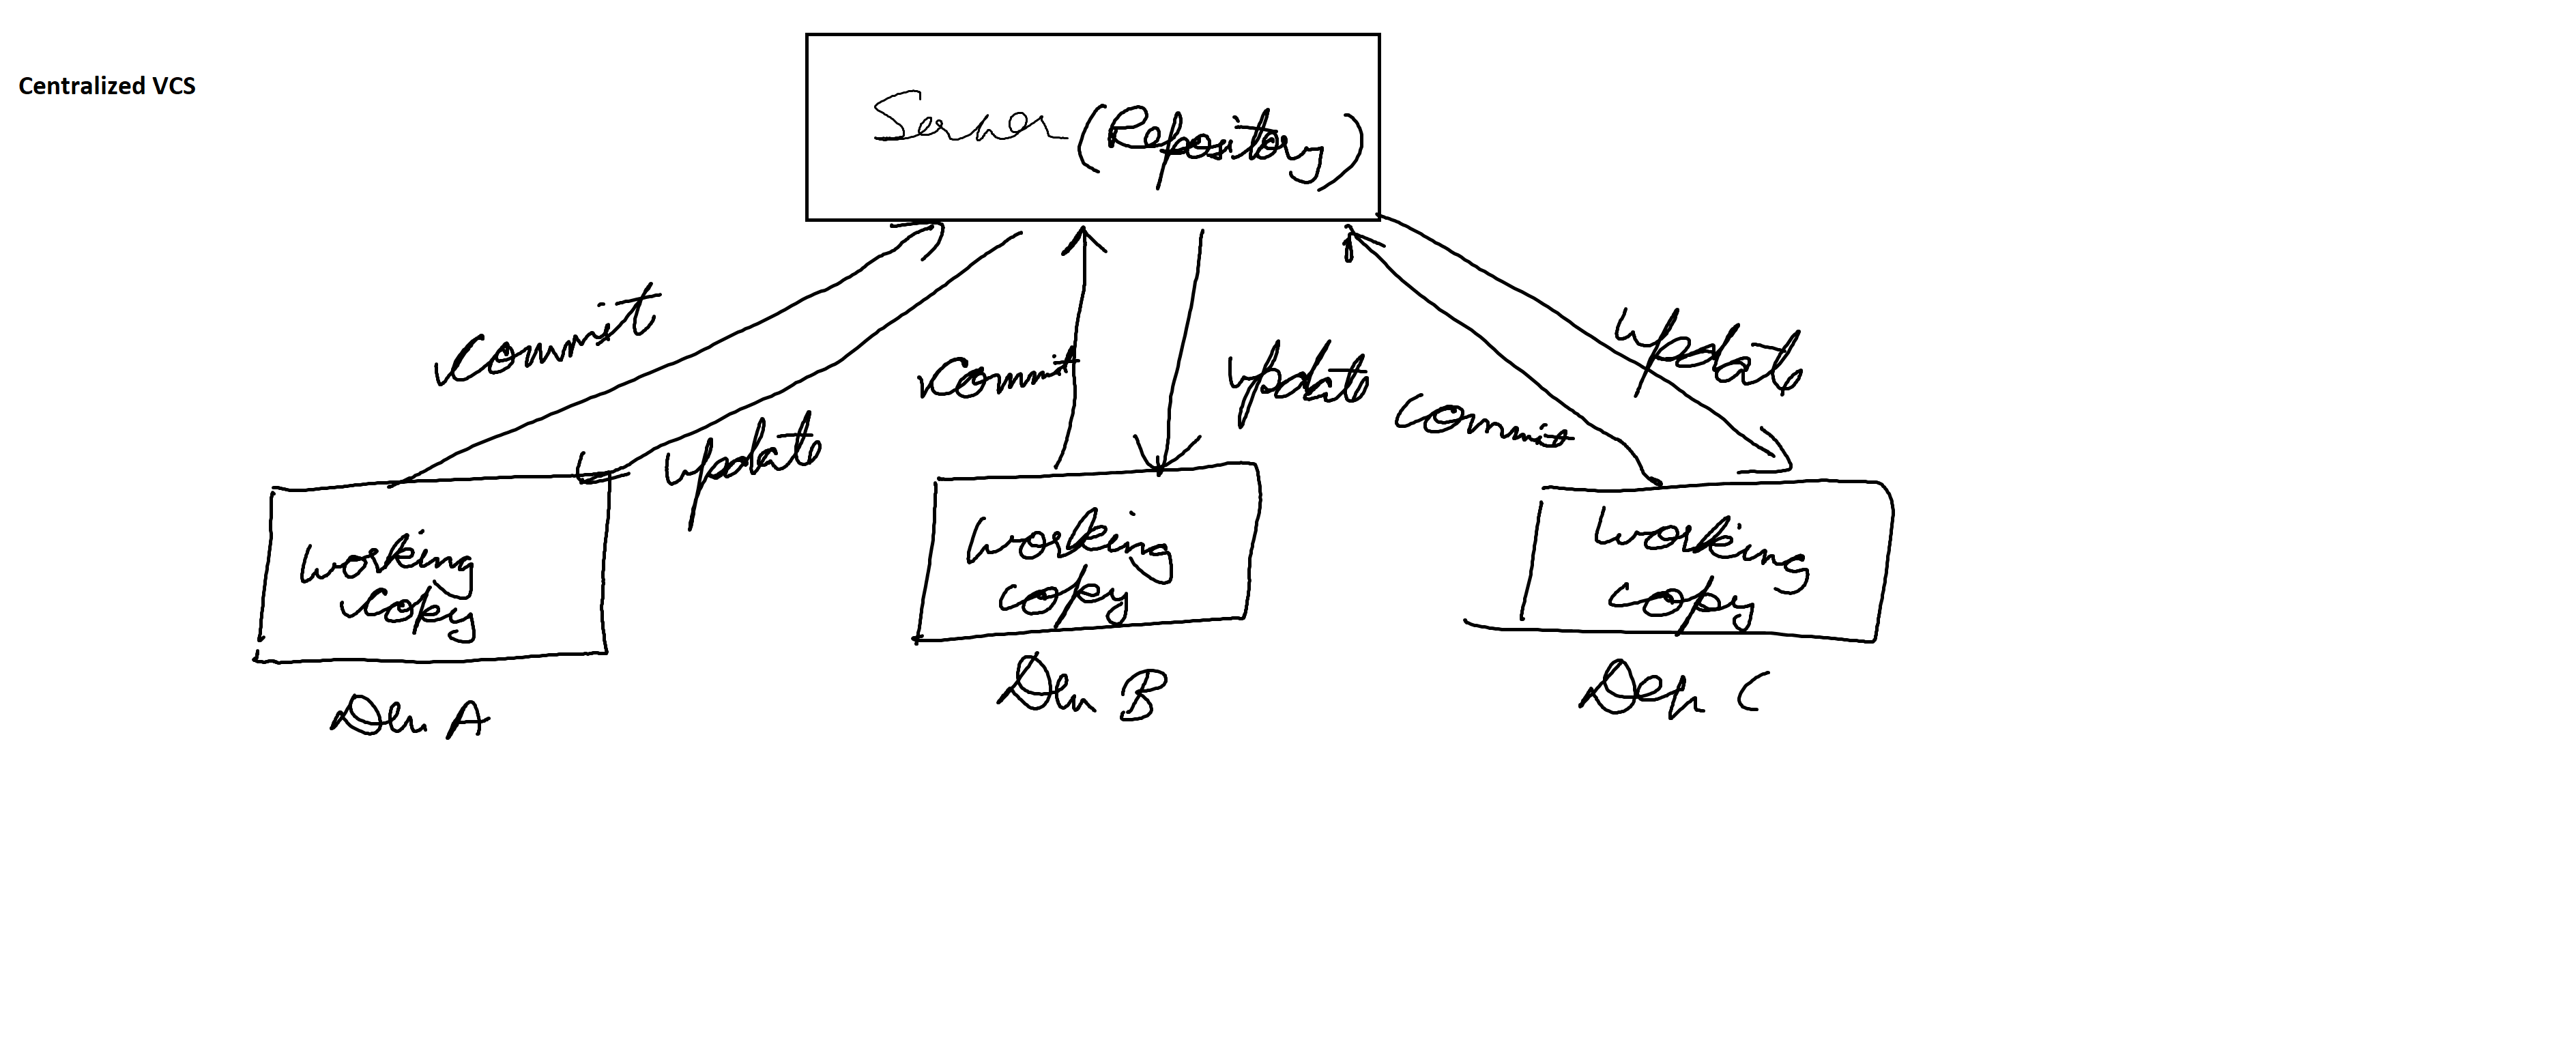 Centralized VCS
Server (Repository)
commit
update
commit
update
commit
update
working
copy
Dev A
working
copy
Dev B
working
copy
Dev C